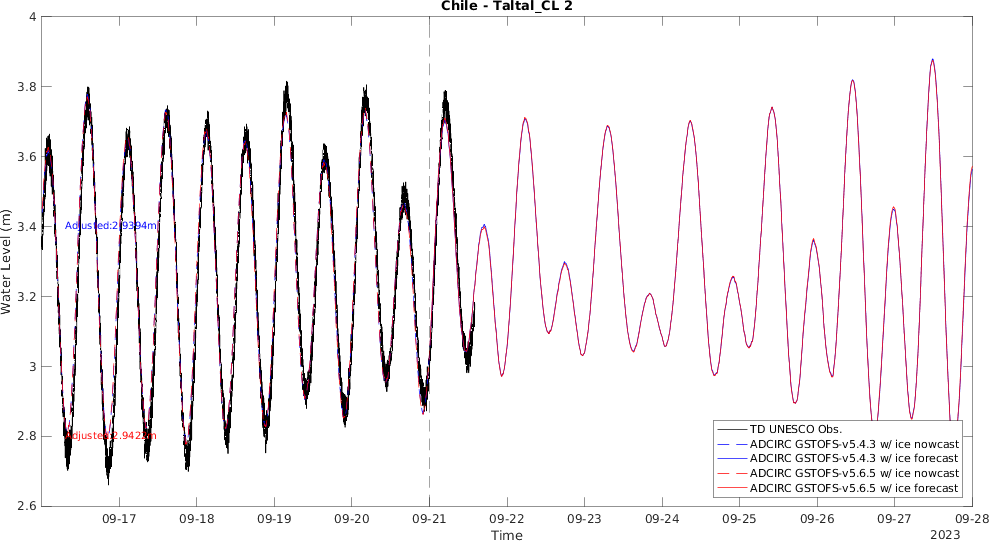 Chile - Taltal_CL 2
4
3.8
3.6
3.4
3.2
3
2.8
2.6
Water Level (m)
Adjusted:2.9394m
TD UNESCO Obs.
ADCIRC GSTOFS-v5.4.3 w/ ice nowcast
ADCIRC GSTOFS-v5.4.3 w/ ice forecast
ADCIRC GSTOFS-v5.6.5 w/ ice nowcast
ADCIRC GSTOFS-v5.6.5 w/ ice forecast
09-17
09-18
09-19
09-20
09-21
09-22
09-23
09-24
09-25
09-26
09-27
09-28
Time
2023